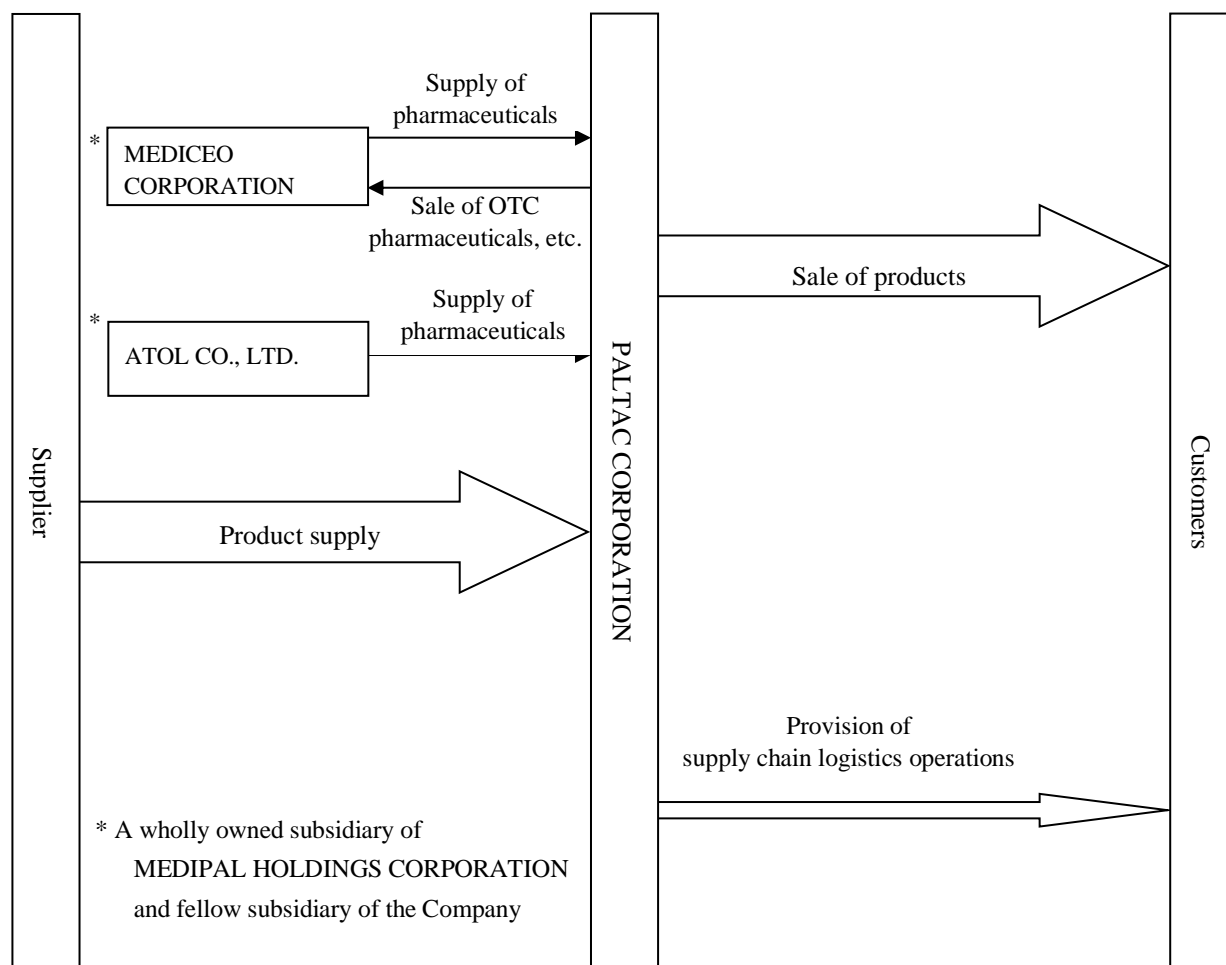 Supply of
pharmaceuticals
*
MEDICEO
CORPORATION
Sale of OTC
pharmaceuticals, etc.
Supply of
pharmaceuticals
*
ATOL CO., LTD.
Supplier
Product supply
PALTAC CORPORATION
Sale of products
Customers
Provision of
supply chain logistics operations
* A wholly owned subsidiary of
MEDIPAL HOLDINGS CORPORATION
and fellow subsidiary of the Company